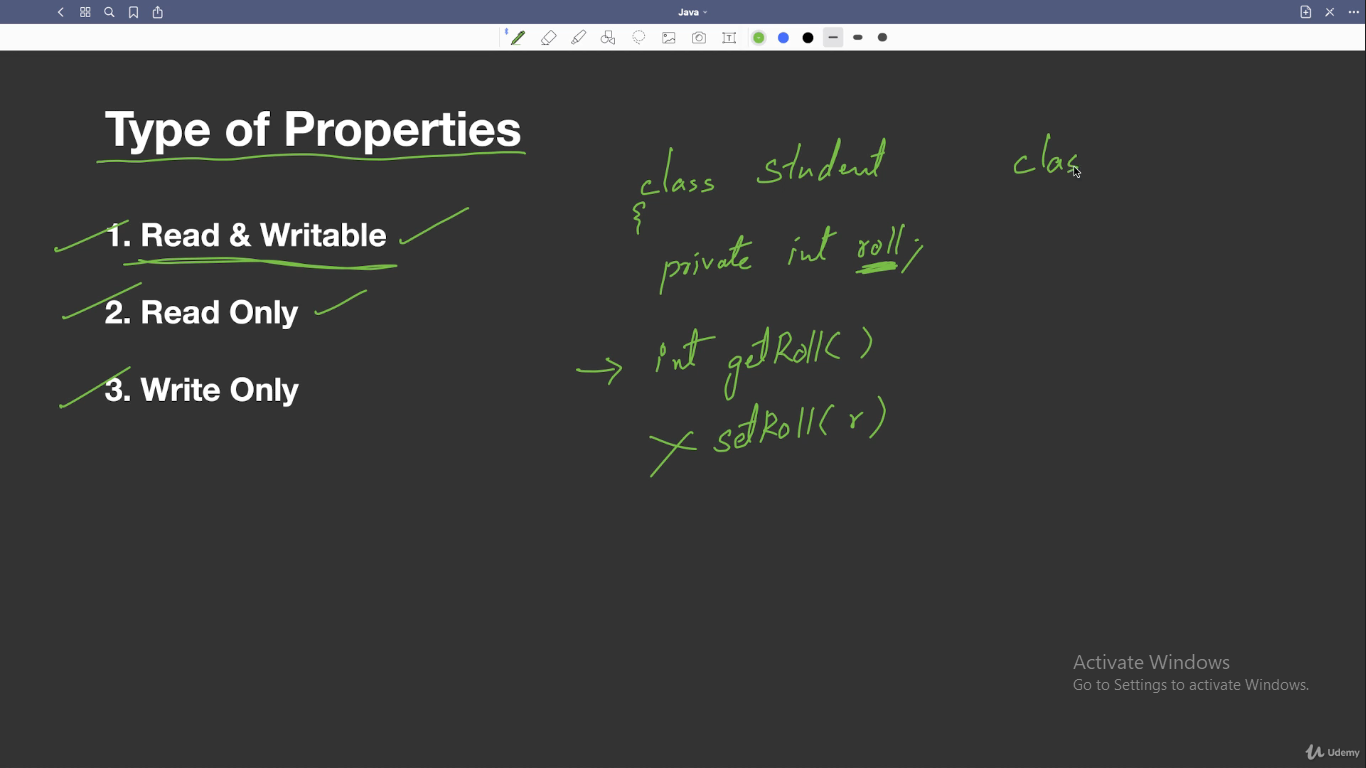 Java
Type of Properties
1. Read & Writable
2. Read Only
3. Write Only
class Student
{
private int roll;
int getRoll( )
setRoll( r )
clas
Activate Windows
Go to Settings to activate Windows.
Udemy